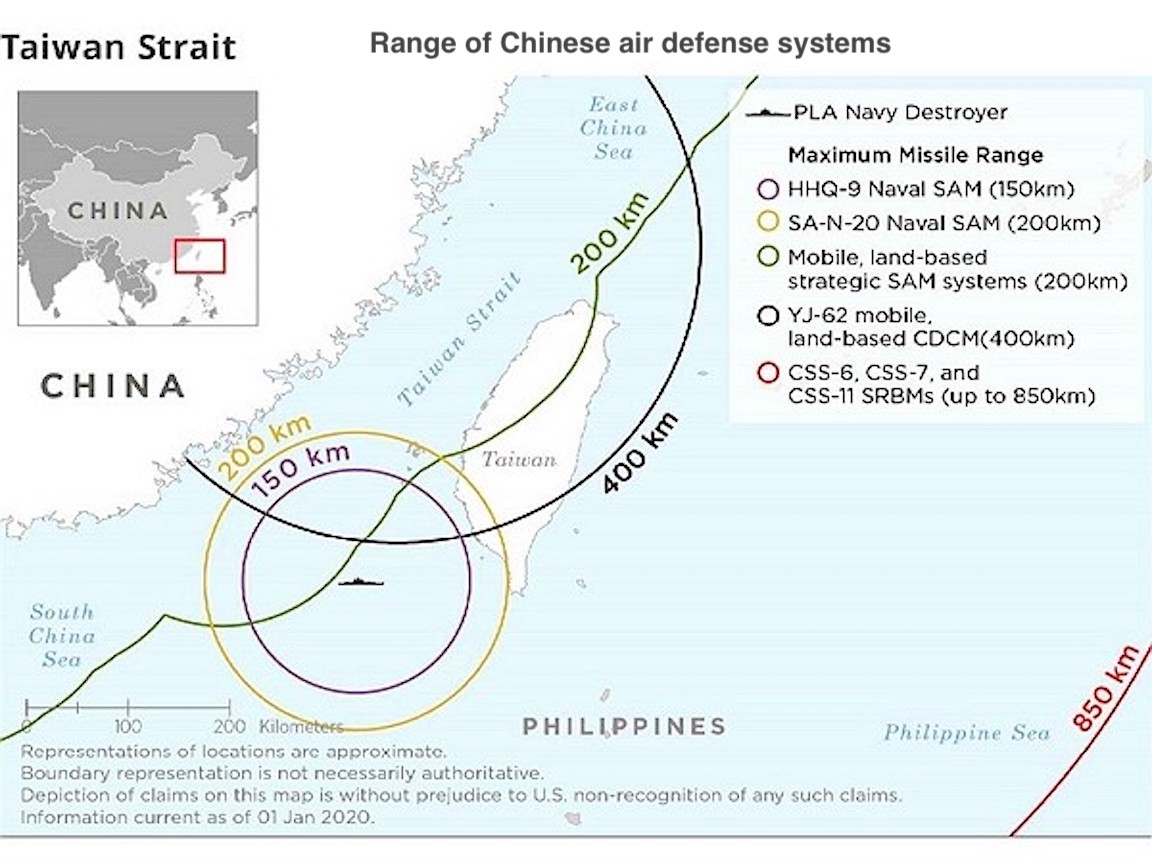 Taiwan Strait
Range of Chinese air defense systems
CHINA
CHINA
East
China
Sea
200 km
Taiwan Strait
PLA Navy Destroyer
Maximum Missile Range
HHQ-9 Naval SAM (150km)
SA-N-20 Naval SAM (200km)
Mobile, land-based
strategic SAM systems (200km)
YJ-62 mobile,
land-based CDCM(400km)
CSS-6, CSS-7, and
CSS-11 SRBMs (up to 850km)
200 km
150 km
Taiwan
400 km
South
China
Sea
850 km
0 100 200 Kilometers
PHILIPPINES
Philippine Sea
Representations of locations are approximate.
Boundary representation is not necessarily authoritative.
Depiction of claims on this map is without prejudice to U.S. non-recognition of any such claims.
Information current as of 01 Jan 2020.